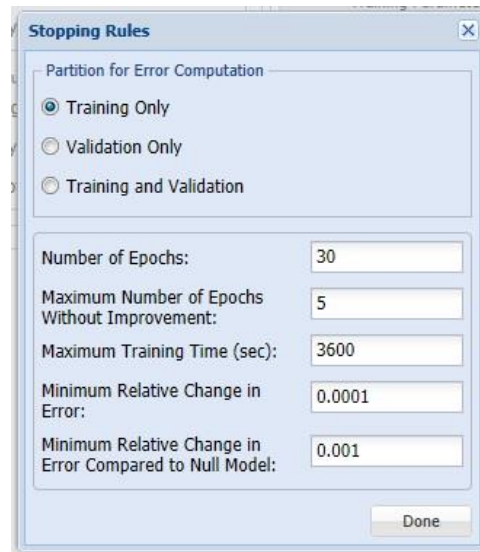 Training Parameter
Stopping Rules
Partition for Error Computation
Training Only
Validation Only
Training and Validation
Number of Epochs:
30
Maximum Number of Epochs
Without Improvement:
5
Maximum Training Time (sec):
3600
Minimum Relative Change in
Error:
0.0001
Minimum Relative Change in
Error Compared to Null Model:
0.001
Done